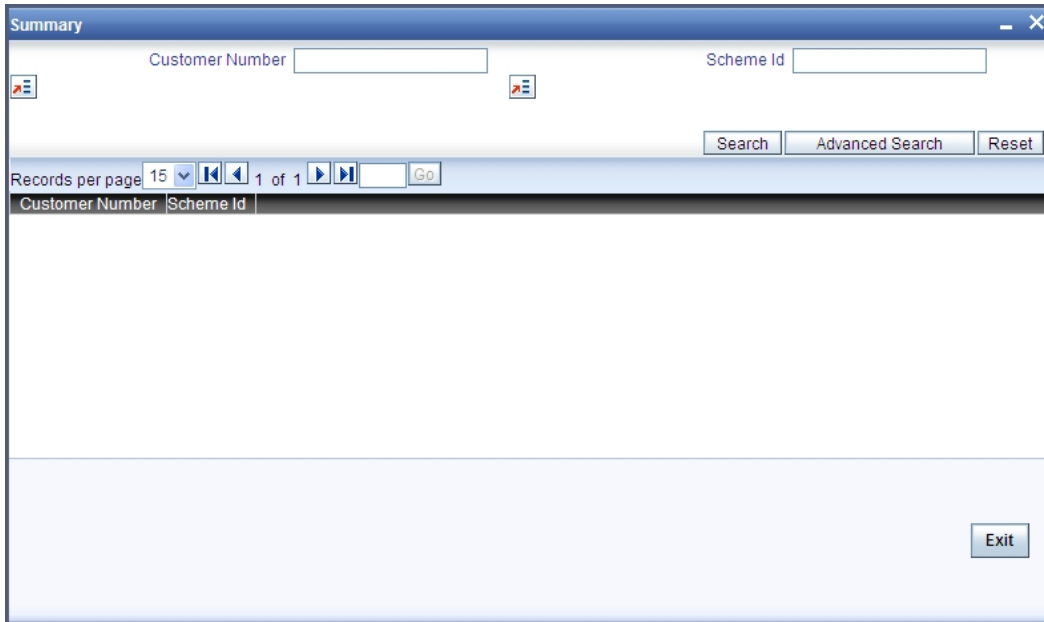 Summary
Customer Number
Scheme Id
Search Advanced Search Reset
Records per page 15 1 of 1 Go
Customer Number Scheme Id
Exit